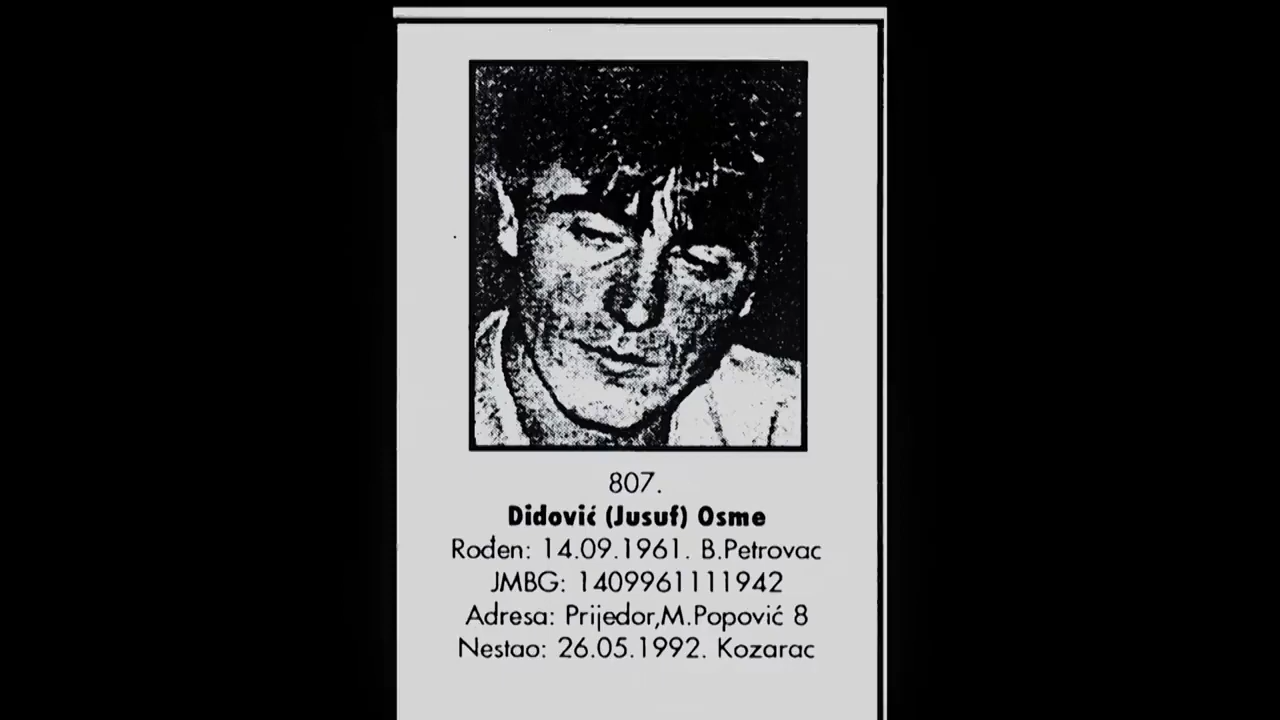 807.
Didović (Jusuf) Osme
Rođen: 14.09.1961. B.Petrovac
JMBG: 1409961111942
Adresa: Prijedor,M.Popović 8
Nestao: 26.05.1992. Kozarac